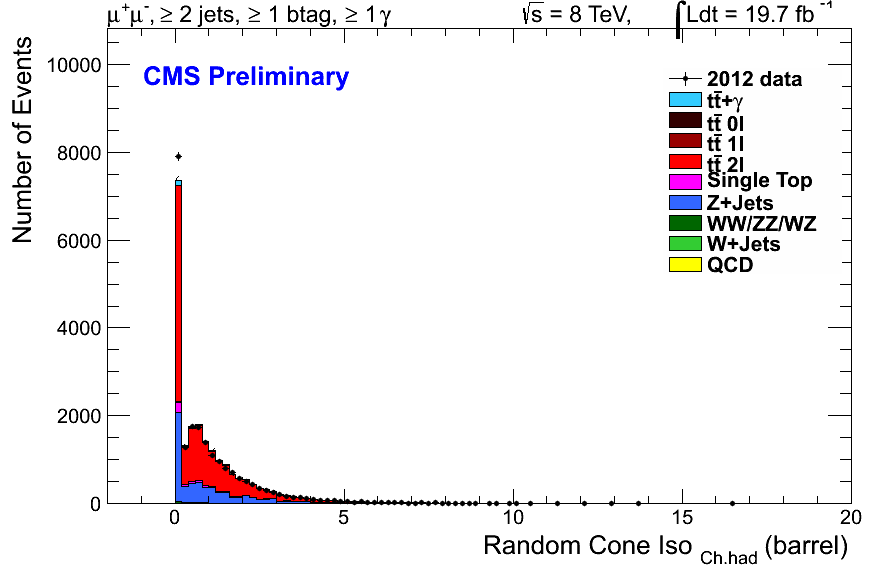 μ⁺μ⁻, ≥ 2 jets, ≥ 1 btag, ≥ 1 γ
√s = 8 TeV, ∫Ldt = 19.7 fb⁻¹
CMS Preliminary
2012 data
tt̄+γ
tt̄ 0l
tt̄ 1l
tt̄ 2l
Single Top
Z+Jets
WW/ZZ/WZ
W+Jets
QCD
Number of Events
10000
8000
6000
4000
2000
0
0 5 10 15 20
Random Cone Iso Ch.had (barrel)